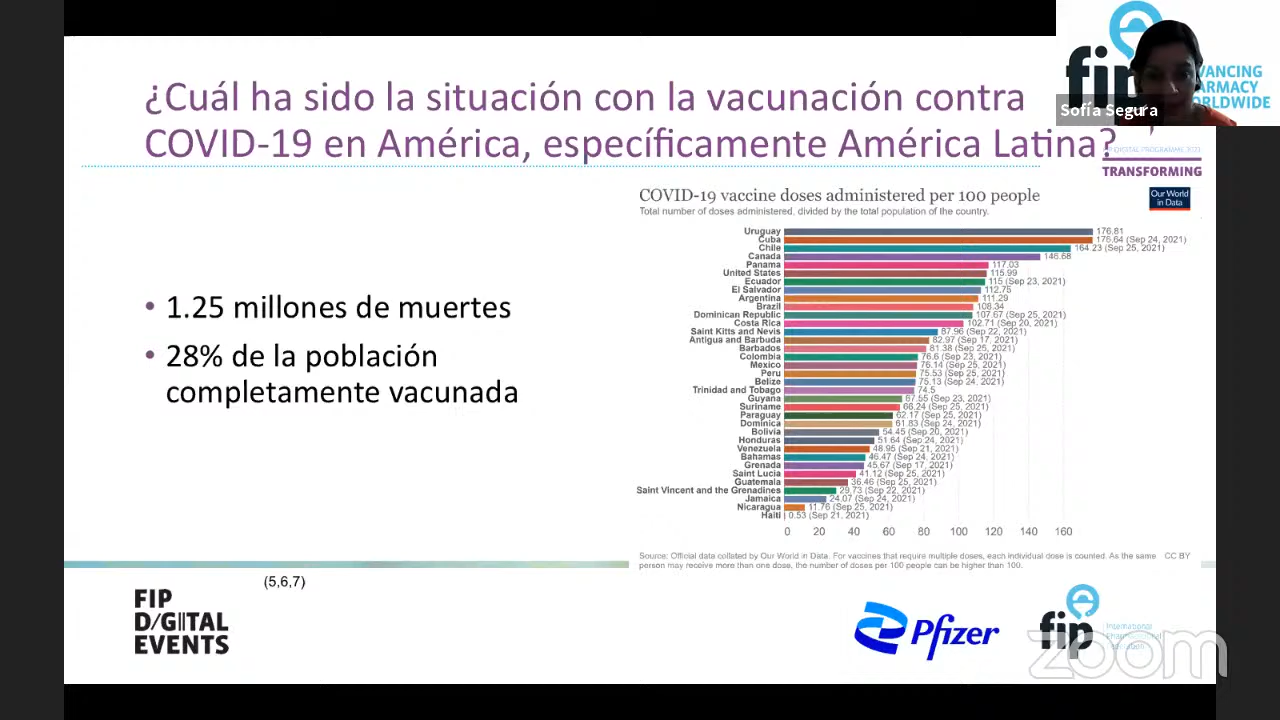 ¿Cuál ha sido la situación con la vacunación contra
COVID-19 en América, específicamente América Latina?
fip
VANCING
ARMACY
ORLDWIDE
Sofía Segura
FIP DIGITAL PROGRAMME 2021
TRANSFORMING
• 1.25 millones de muertes
• 28% de la población
completamente vacunada
COVID-19 vaccine doses administered per 100 people
Total number of doses administered, divided by the total population of the country.
Our World
in Data
Uruguay 176.81
Cuba 176.64 (Sep 24, 2021)
Chile 164.23 (Sep 25, 2021)
Canada 146.68
Panama 117.03
United States 115.99
Ecuador 115 (Sep 23, 2021)
El Salvador 112.75
Argentina 111.29
Brazil 108.34
Dominican Republic 107.67 (Sep 25, 2021)
Costa Rica 102.71 (Sep 20, 2021)
Saint Kitts and Nevis 87.96 (Sep 22, 2021)
Antigua and Barbuda 82.97 (Sep 17, 2021)
Barbados 81.38 (Sep 25, 2021)
Colombia 76.6 (Sep 23, 2021)
Mexico 76.14 (Sep 25, 2021)
Peru 75.53 (Sep 25, 2021)
Belize 75.13 (Sep 24, 2021)
Trinidad and Tobago 74.5
Guyana 67.55 (Sep 23, 2021)
Suriname 66.24 (Sep 25, 2021)
Paraguay 62.17 (Sep 25, 2021)
Dominica 61.83 (Sep 24, 2021)
Bolivia 54.45 (Sep 20, 2021)
Honduras 51.64 (Sep 24, 2021)
Venezuela 48.95 (Sep 21, 2021)
Bahamas 46.47 (Sep 24, 2021)
Grenada 45.67 (Sep 17, 2021)
Saint Lucia 41.12 (Sep 25, 2021)
Guatemala 36.46 (Sep 25, 2021)
Saint Vincent and the Grenadines 29.73 (Sep 22, 2021)
Jamaica 24.07 (Sep 24, 2021)
Nicaragua 11.76 (Sep 25, 2021)
Haiti 0.53 (Sep 21, 2021)
0 20 40 60 80 100 120 140 160
Source: Official data collated by Our World in Data. For vaccines that require multiple doses, each individual dose is counted. As the same CC BY
person may receive more than one dose, the number of doses per 100 people can be higher than 100.
(5,6,7)
FIP
DIGITAL
EVENTS
Pfizer
fip
International
zoom